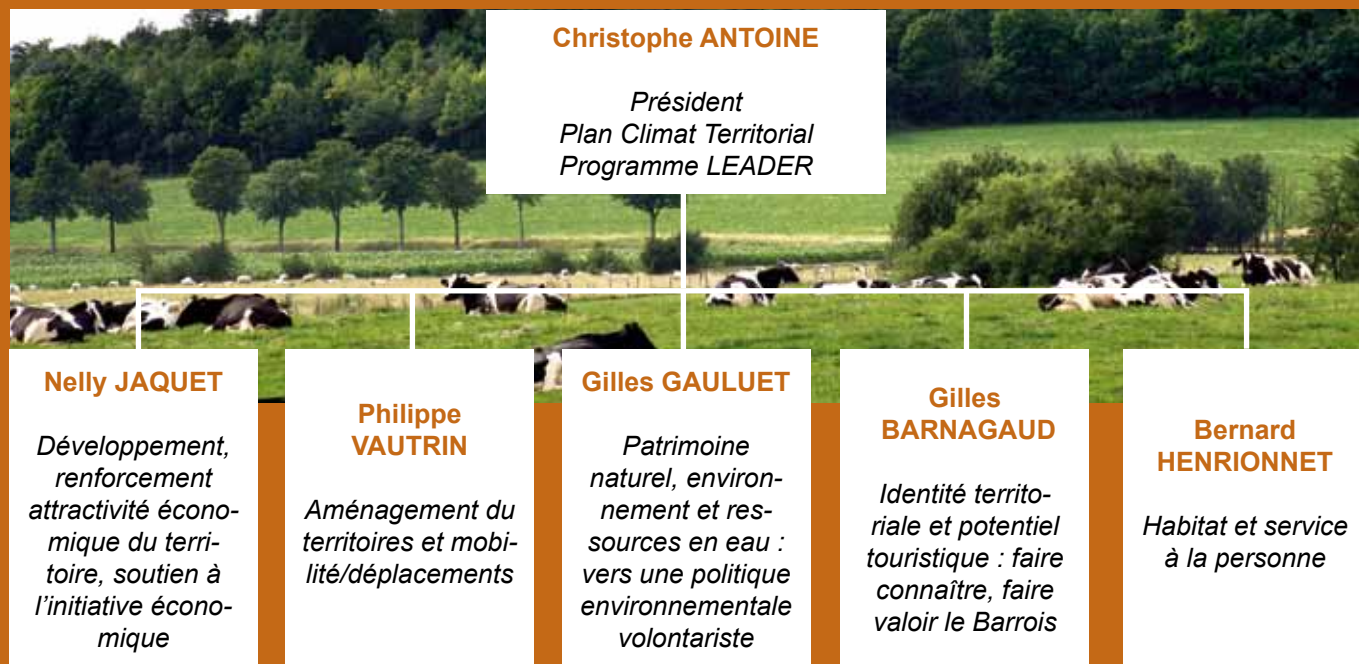 Christophe ANTOINE
Président
Plan Climat Territorial
Programme LEADER
Nelly JAQUET
Développement,
renforcement
attractivité écono-
mique du terri-
toire, soutien à
l’initiative écono-
mique
Philippe
VAUTRIN
Aménagement du
territoires et mobi-
lité/déplacements
Gilles GAULUET
Patrimoine
naturel, environ-
nement et res-
sources en eau :
vers une politique
environnementale
volontariste
Gilles
BARNAGAUD
Identité territo-
riale et potentiel
touristique : faire
connaître, faire
valoir le Barrois
Bernard
HENRIONNET
Habitat et service
à la personne